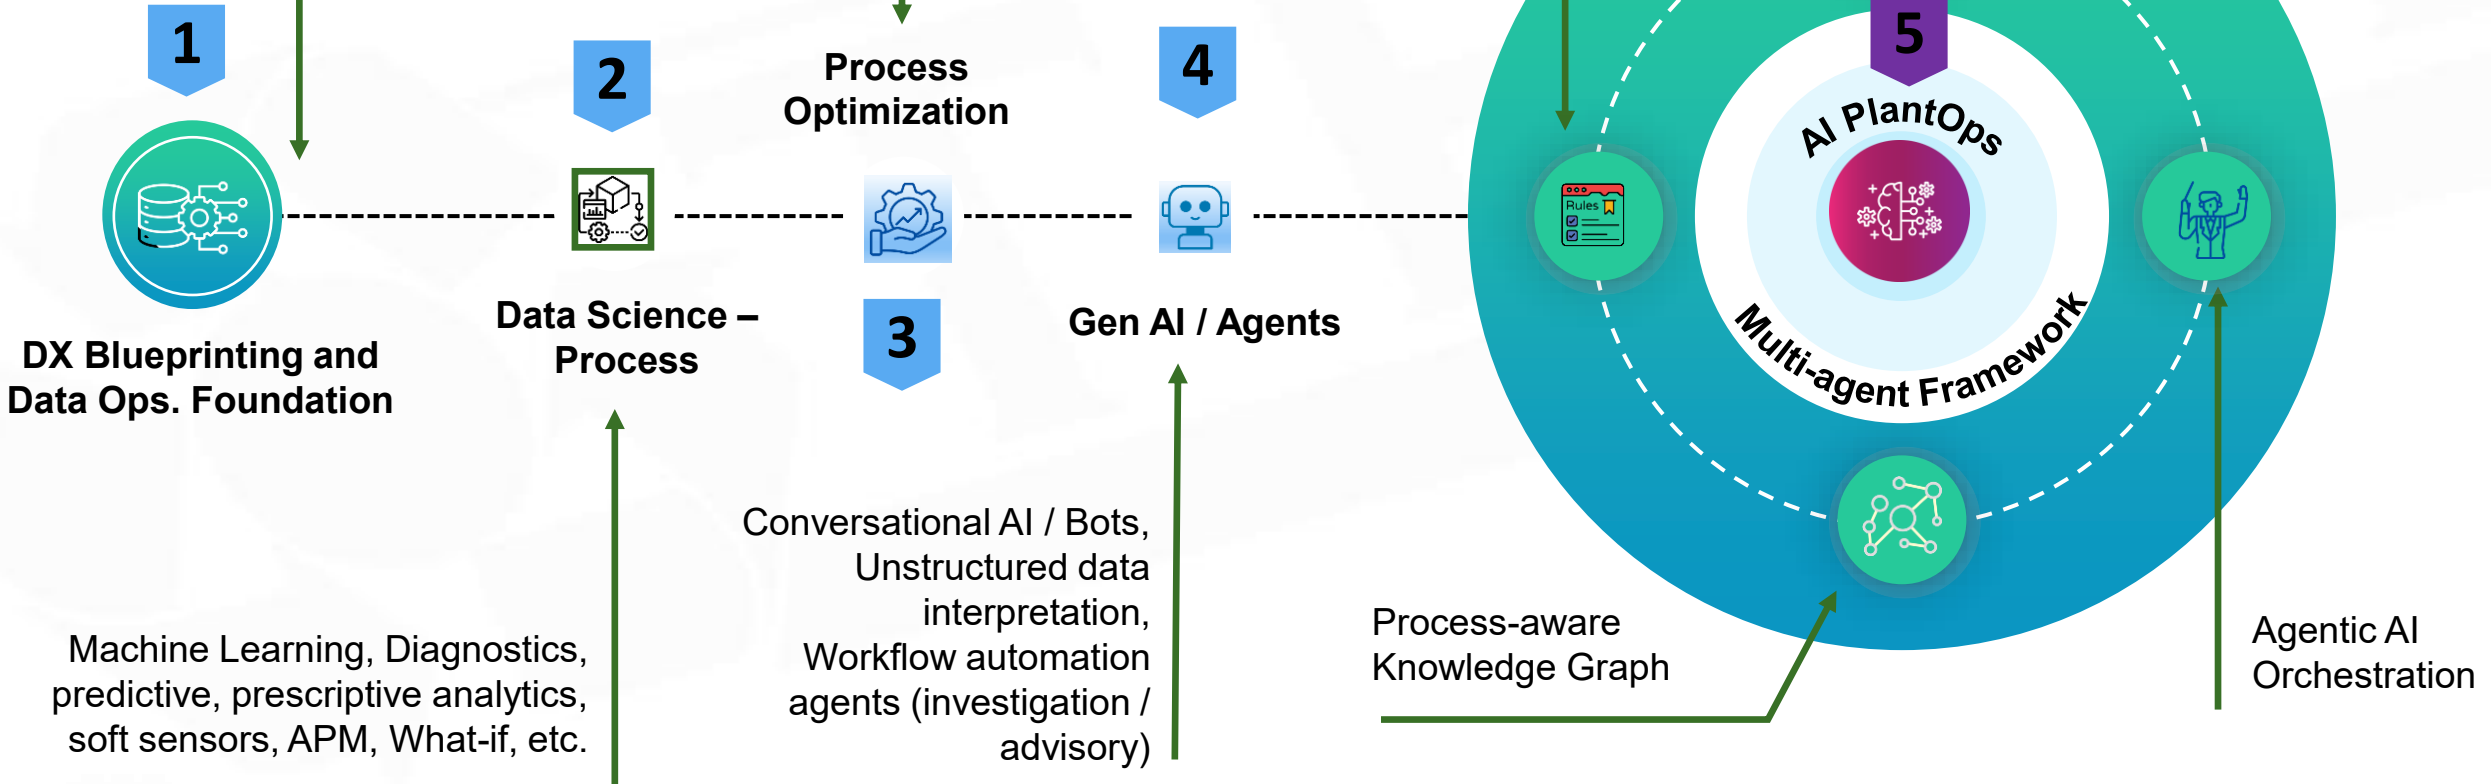 1
DX Blueprinting and
Data Ops. Foundation
2
Data Science –
Process
Machine Learning, Diagnostics,
predictive, prescriptive analytics,
soft sensors, APM, What-if, etc.
Process
Optimization
3
4
Gen AI / Agents
Conversational AI / Bots,
Unstructured data
interpretation,
Workflow automation
agents (investigation /
advisory)
5
AI PlantOps
Multi-agent Framework
Rules
Process-aware
Knowledge Graph
Agentic AI
Orchestration